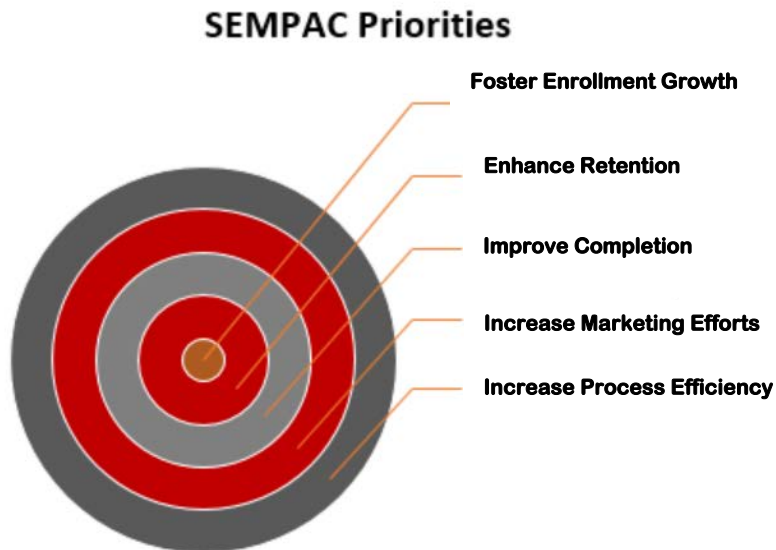 SEMPAC Priorities
Foster Enrollment Growth
Enhance Retention
Improve Completion
Increase Marketing Efforts
Increase Process Efficiency